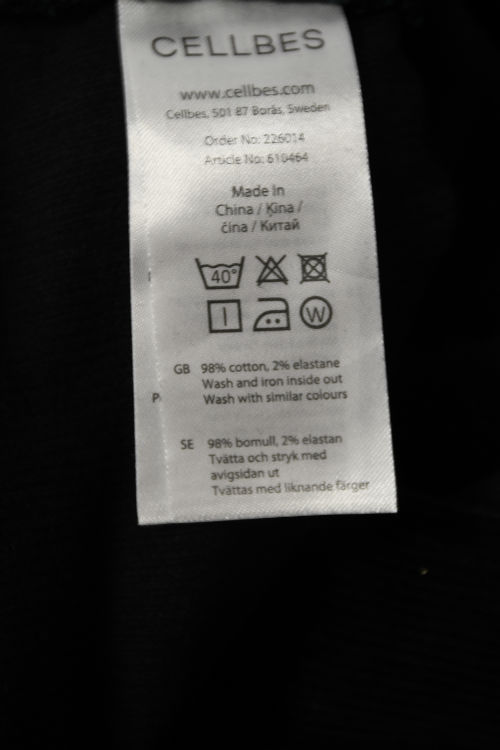 CELLBES
www.cellbes.com
Cellbes, 501 87 Borås, Sweden
Order No: 226014
Article No: 610464
Made in
China / Ķīna /
čína / Китай
40°
W
GB 98% cotton, 2% elastane
Wash and iron inside out
P Wash with similar colours
SE 98% bomull, 2% elastan
Tvätta och stryk med
avigsidan ut
Tvättas med liknande färger